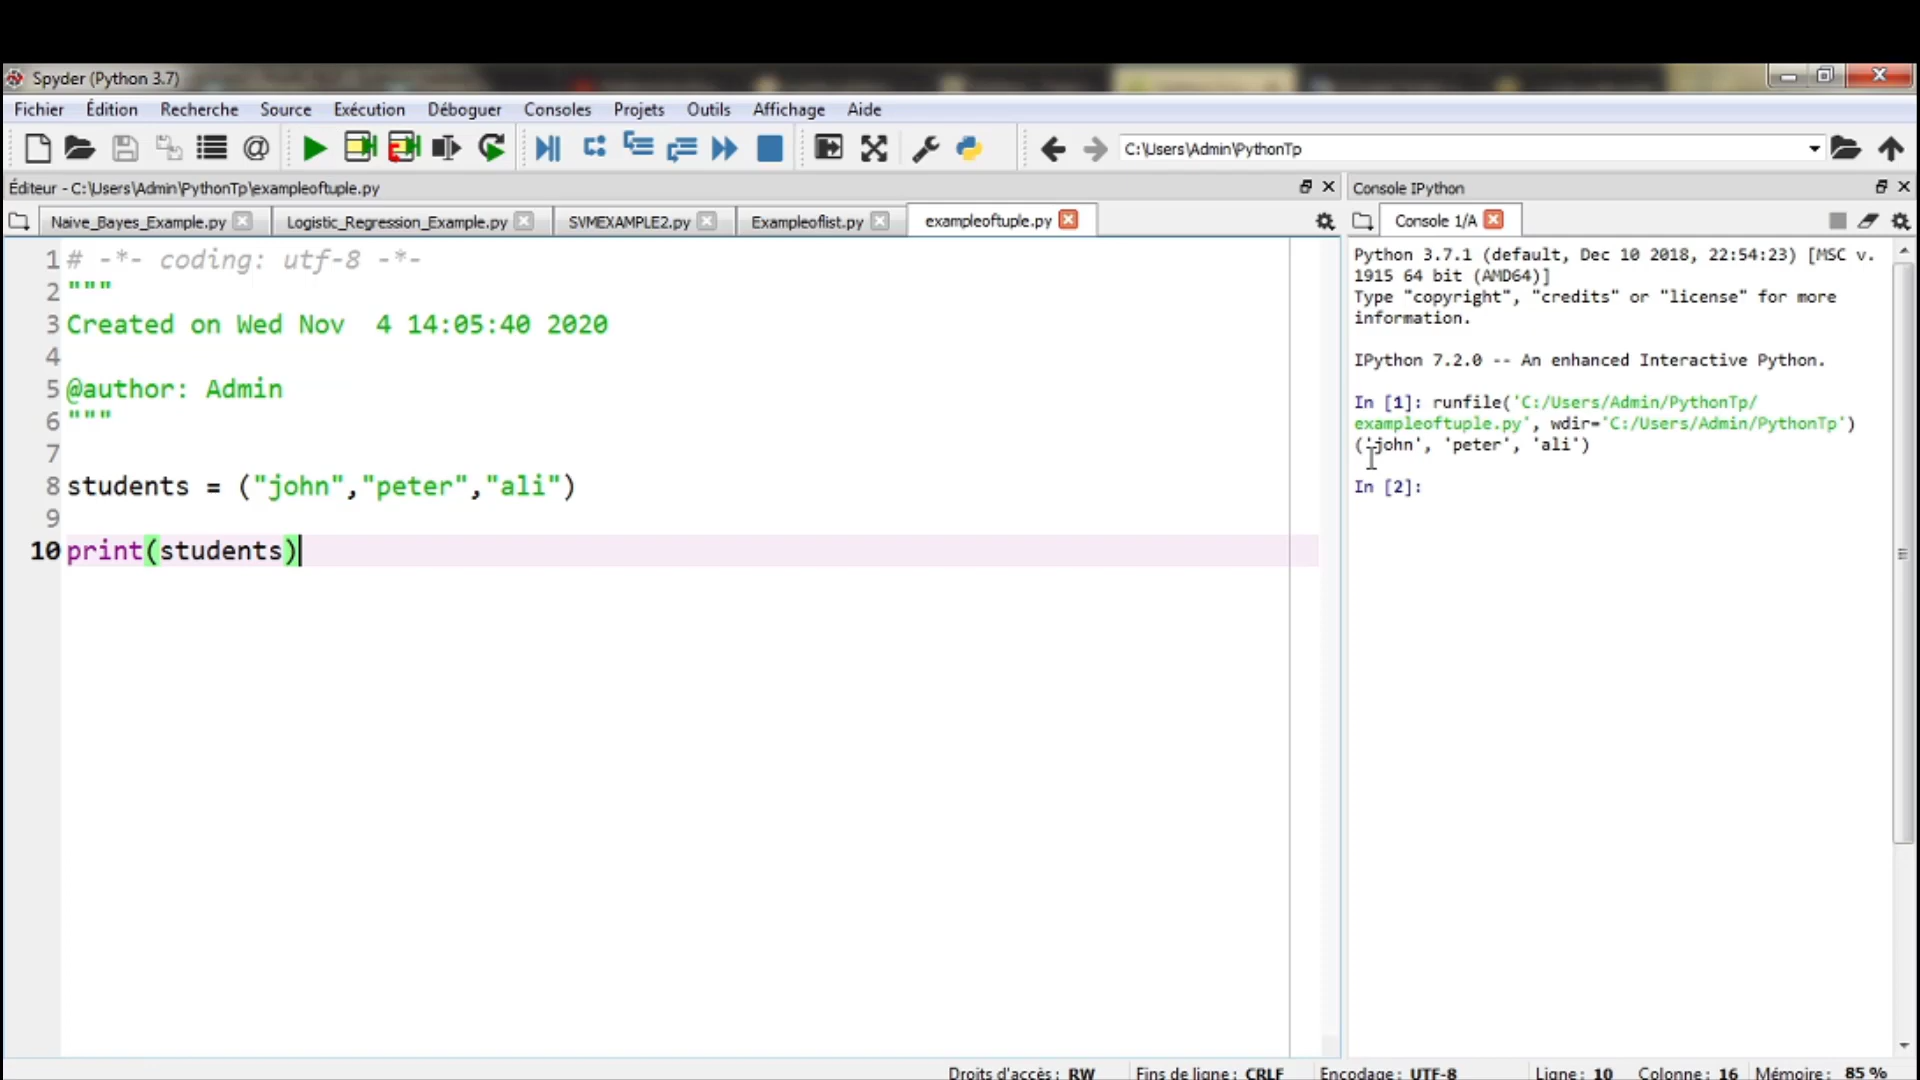 Spyder (Python 3.7)
Fichier Édition Recherche Source Exécution Déboguer Consoles Projets Outils Affichage Aide
C:\Users\Admin\PythonTp
Éditeur - C:\Users\Admin\PythonTp\exampleoftuple.py
Naive_Bayes_Example.py Logistic_Regression_Example.py SVMEXAMPLE2.py Exampleoflist.py exampleoftuple.py
1 # -*- coding: utf-8 -*-
2 """
3 Created on Wed Nov  4 14:05:40 2020
4
5 @author: Admin
6 """
7
8 students = ("john","peter","ali")
9
10 print(students)
Console IPython
Console 1/A
Python 3.7.1 (default, Dec 10 2018, 22:54:23) [MSC v.
1915 64 bit (AMD64)]
Type "copyright", "credits" or "license" for more
information.
IPython 7.2.0 -- An enhanced Interactive Python.
In [1]: runfile('C:/Users/Admin/PythonTp/
exampleoftuple.py', wdir='C:/Users/Admin/PythonTp')
('john', 'peter', 'ali')
In [2]:
Droits d'accès : RW Fins de ligne : CRLF Encodage : UTF-8 Ligne : 10 Colonne : 16 Mémoire : 85 %